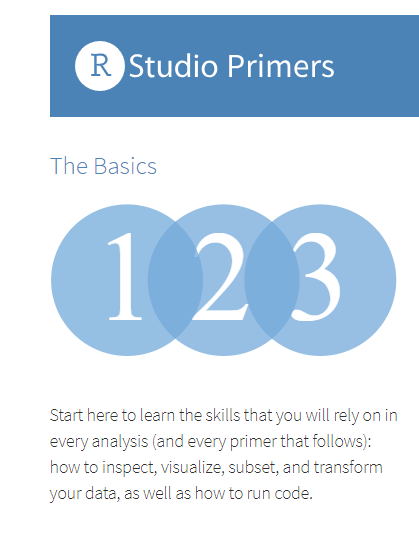 R Studio Primers
The Basics
1 2 3
Start here to learn the skills that you will rely on in
every analysis (and every primer that follows):
how to inspect, visualize, subset, and transform
your data, as well as how to run code.